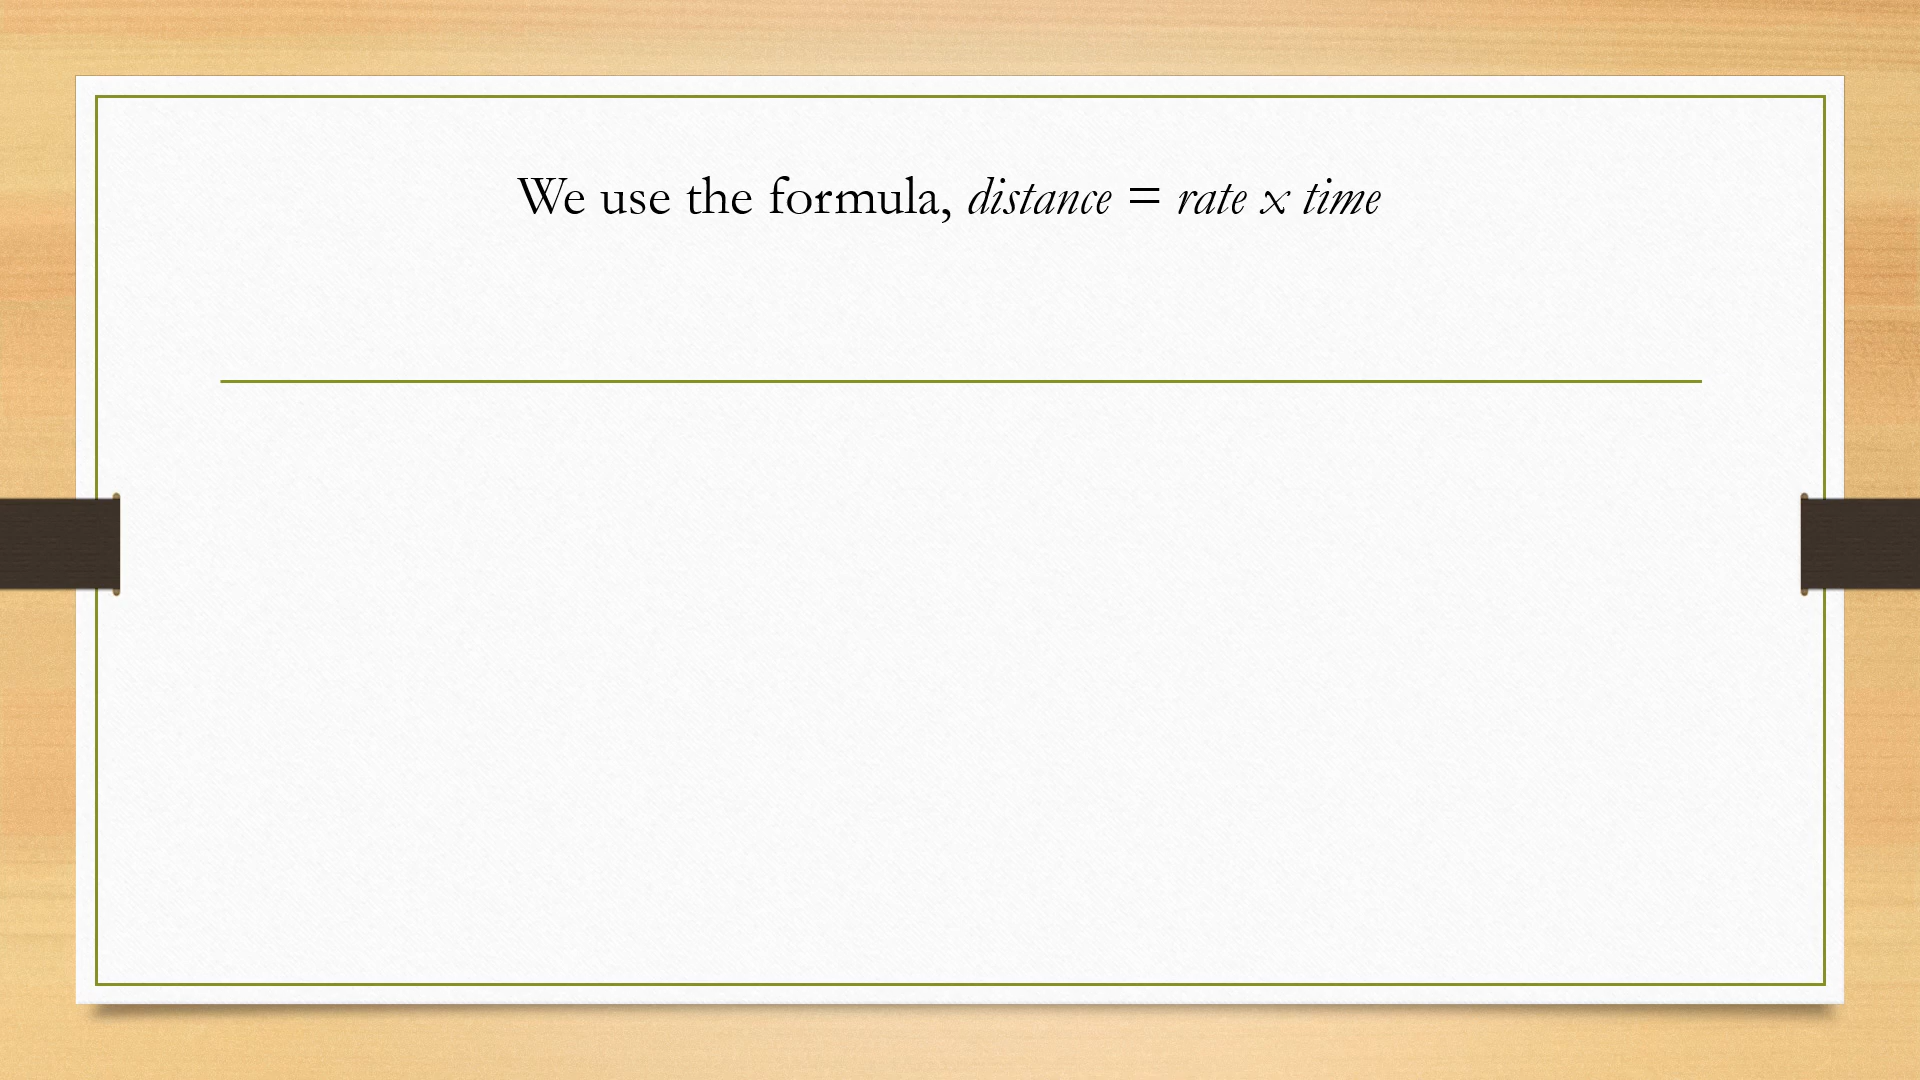 We use the formula, distance = rate x time